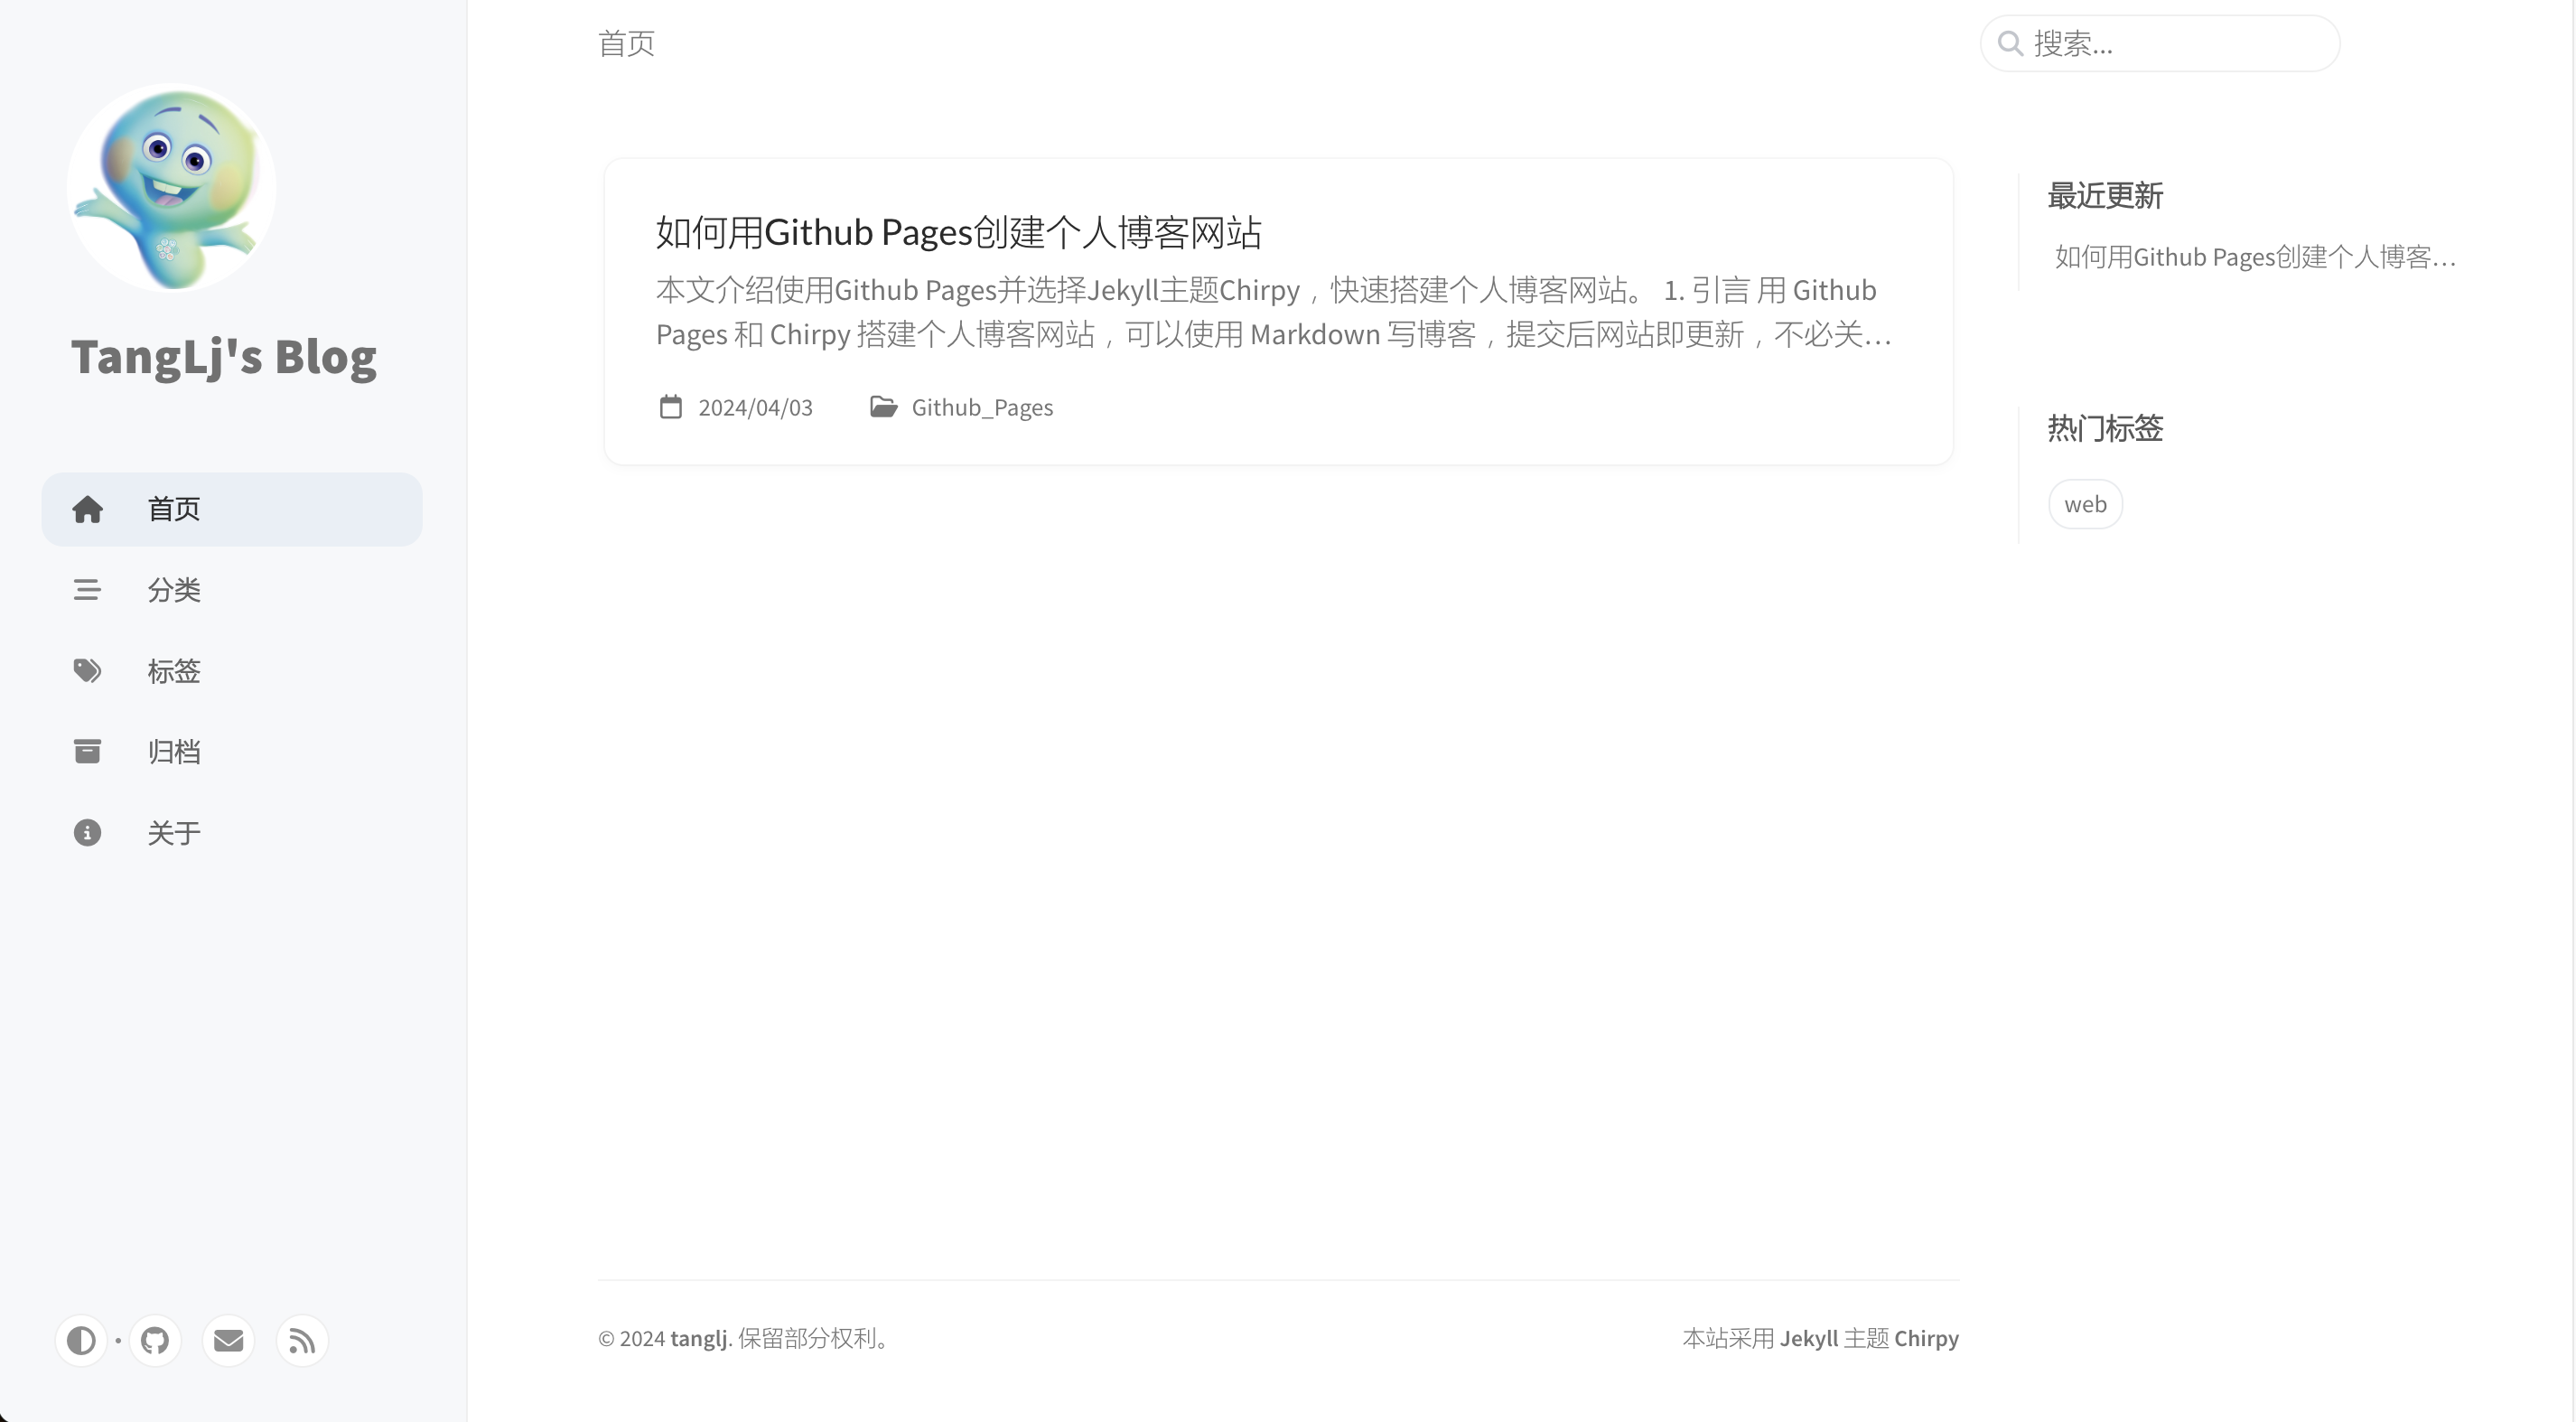 TangLj's Blog
首页
分类
标签
归档
关于
首页
搜索...
如何用Github Pages创建个人博客网站
本文介绍使用Github Pages并选择Jekyll主题Chirpy，快速搭建个人博客网站。 1. 引言 用 Github
Pages 和 Chirpy 搭建个人博客网站，可以使用 Markdown 写博客，提交后网站即更新，不必关…
2024/04/03 Github_Pages
最近更新
如何用Github Pages创建个人博客…
热门标签
web
© 2024 tanglj. 保留部分权利。
本站采用 Jekyll 主题 Chirpy